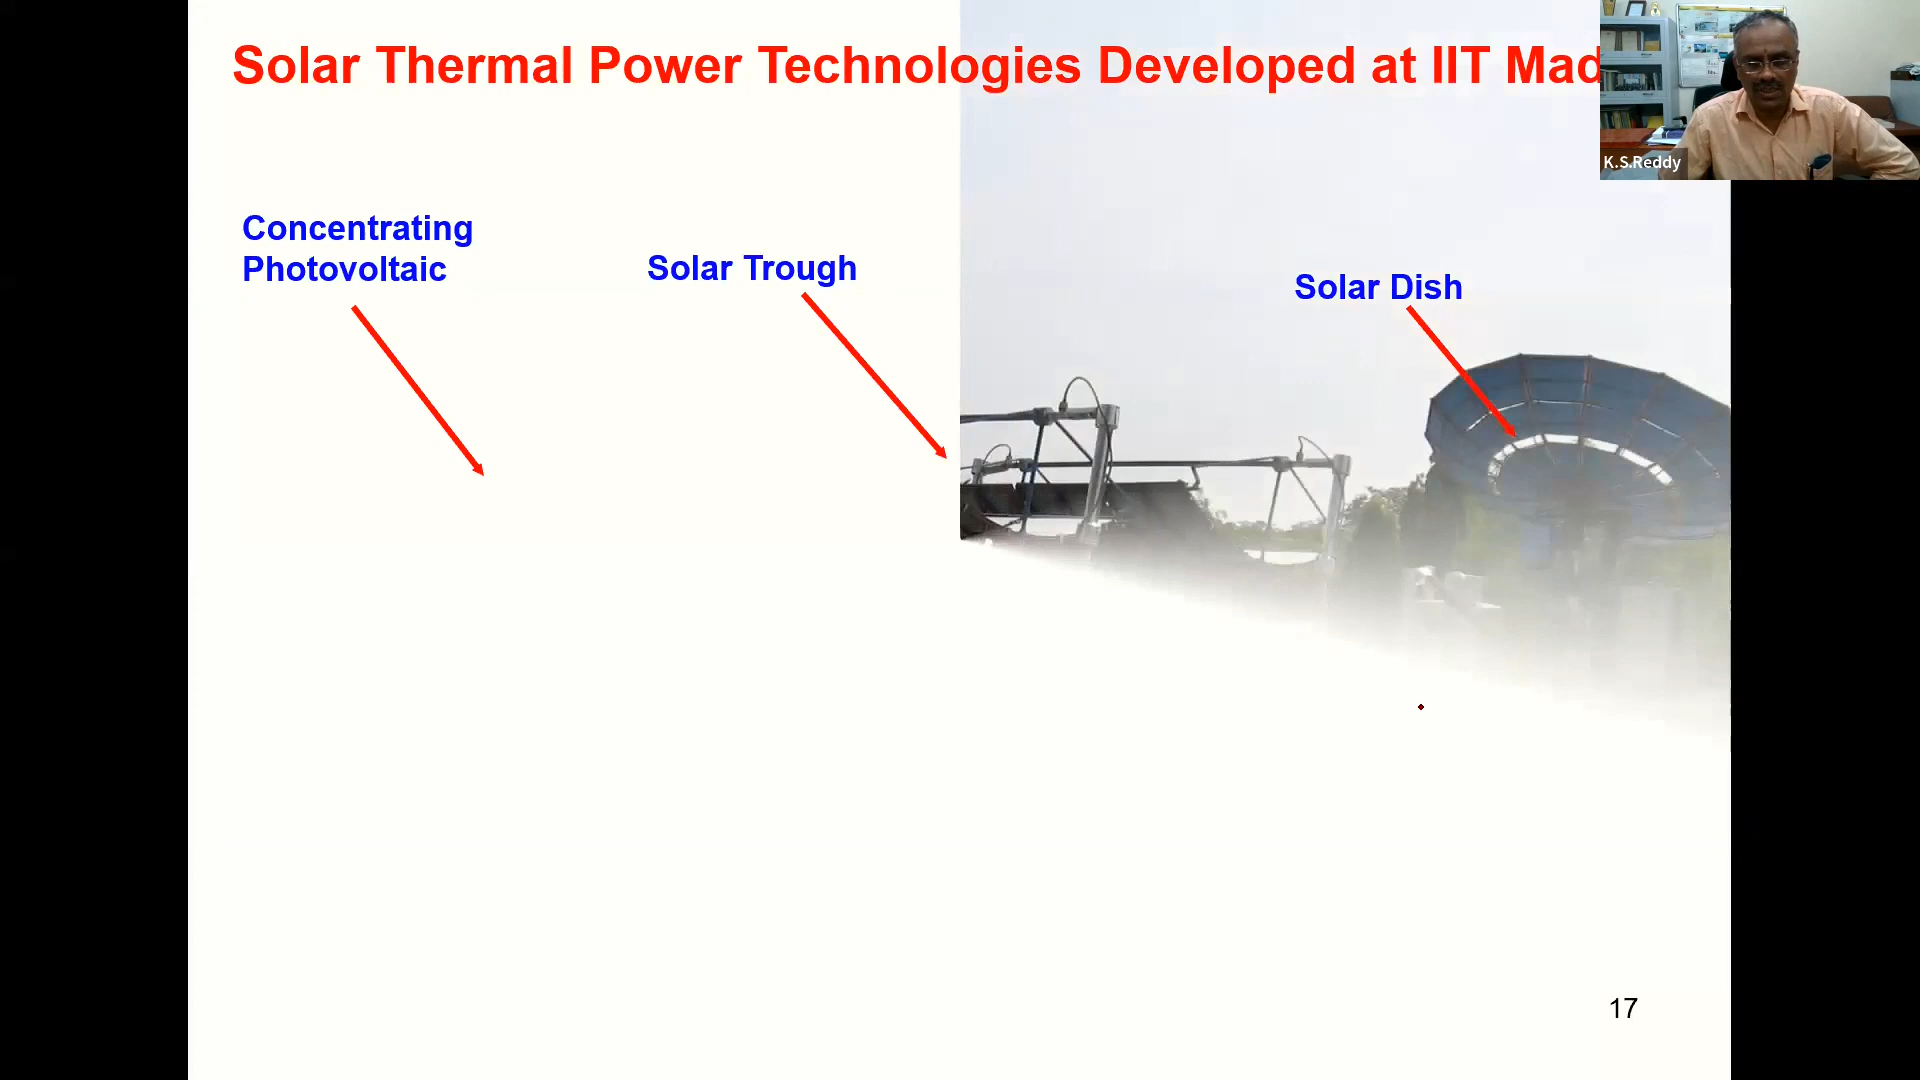 Solar Thermal Power Technologies Developed at IIT Mad
K.S.Reddy
Concentrating
Photovoltaic
Solar Trough
Solar Dish
17